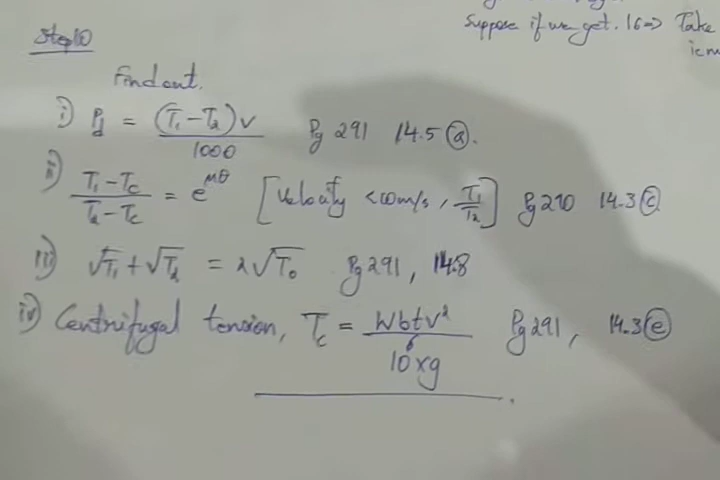 Suppose if we get . 16 => Take
Step 10
Find out.
i) Pd = (T1 - T2) v / 1000 Pg 291 14.5 (a).
ii) T1 - Tc / T2 - Tc = e^μθ [Velocity <10m/s, T1/T2] Pg 290 14.3 (c)
iii) √T1 + √T2 = 2√T0 Pg 291, 14.8
iv) Centrifugal tension, Tc = Wbtv² / 10⁶ x g Pg 291, 14.3 (e)